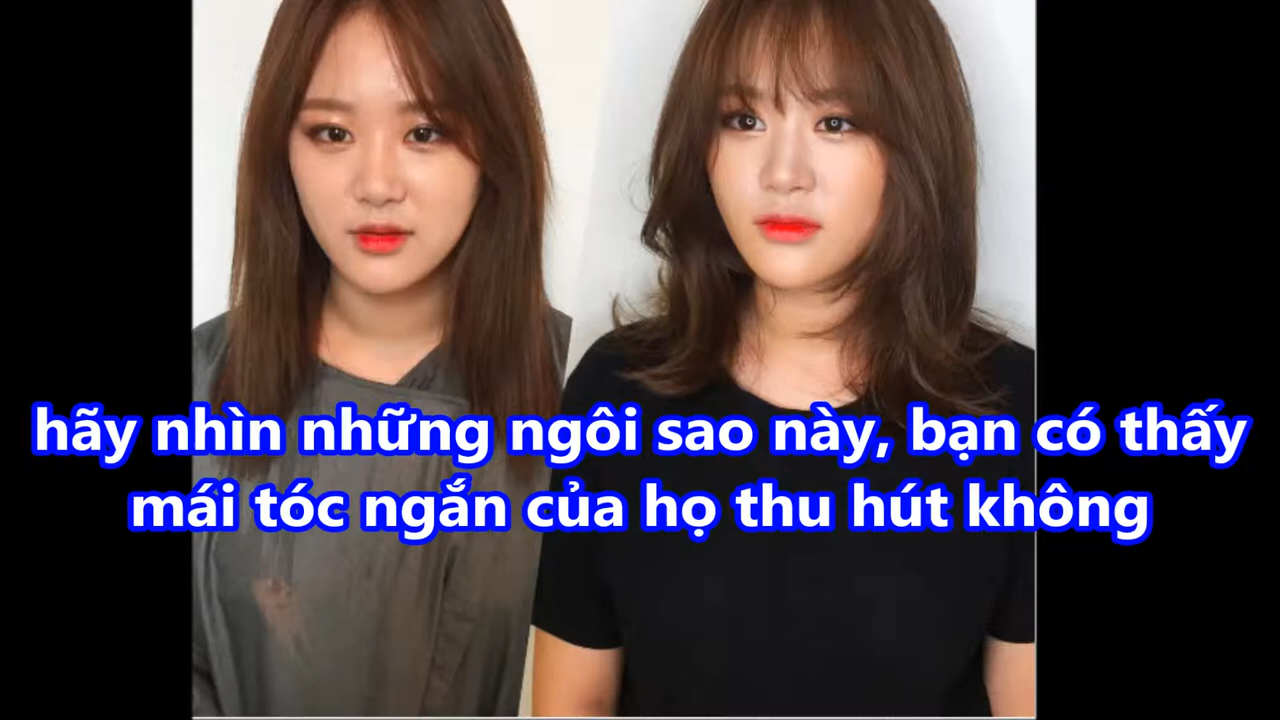 hãy nhìn những ngôi sao này, bạn có thấy
mái tóc ngắn của họ thu hút không